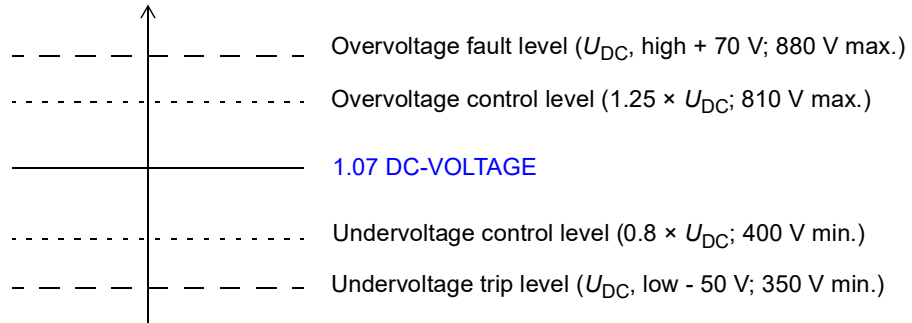 Overvoltage fault level (UDC, high + 70 V; 880 V max.)
Overvoltage control level (1.25 × UDC; 810 V max.)
1.07 DC-VOLTAGE
Undervoltage control level (0.8 × UDC; 400 V min.)
Undervoltage trip level (UDC, low - 50 V; 350 V min.)